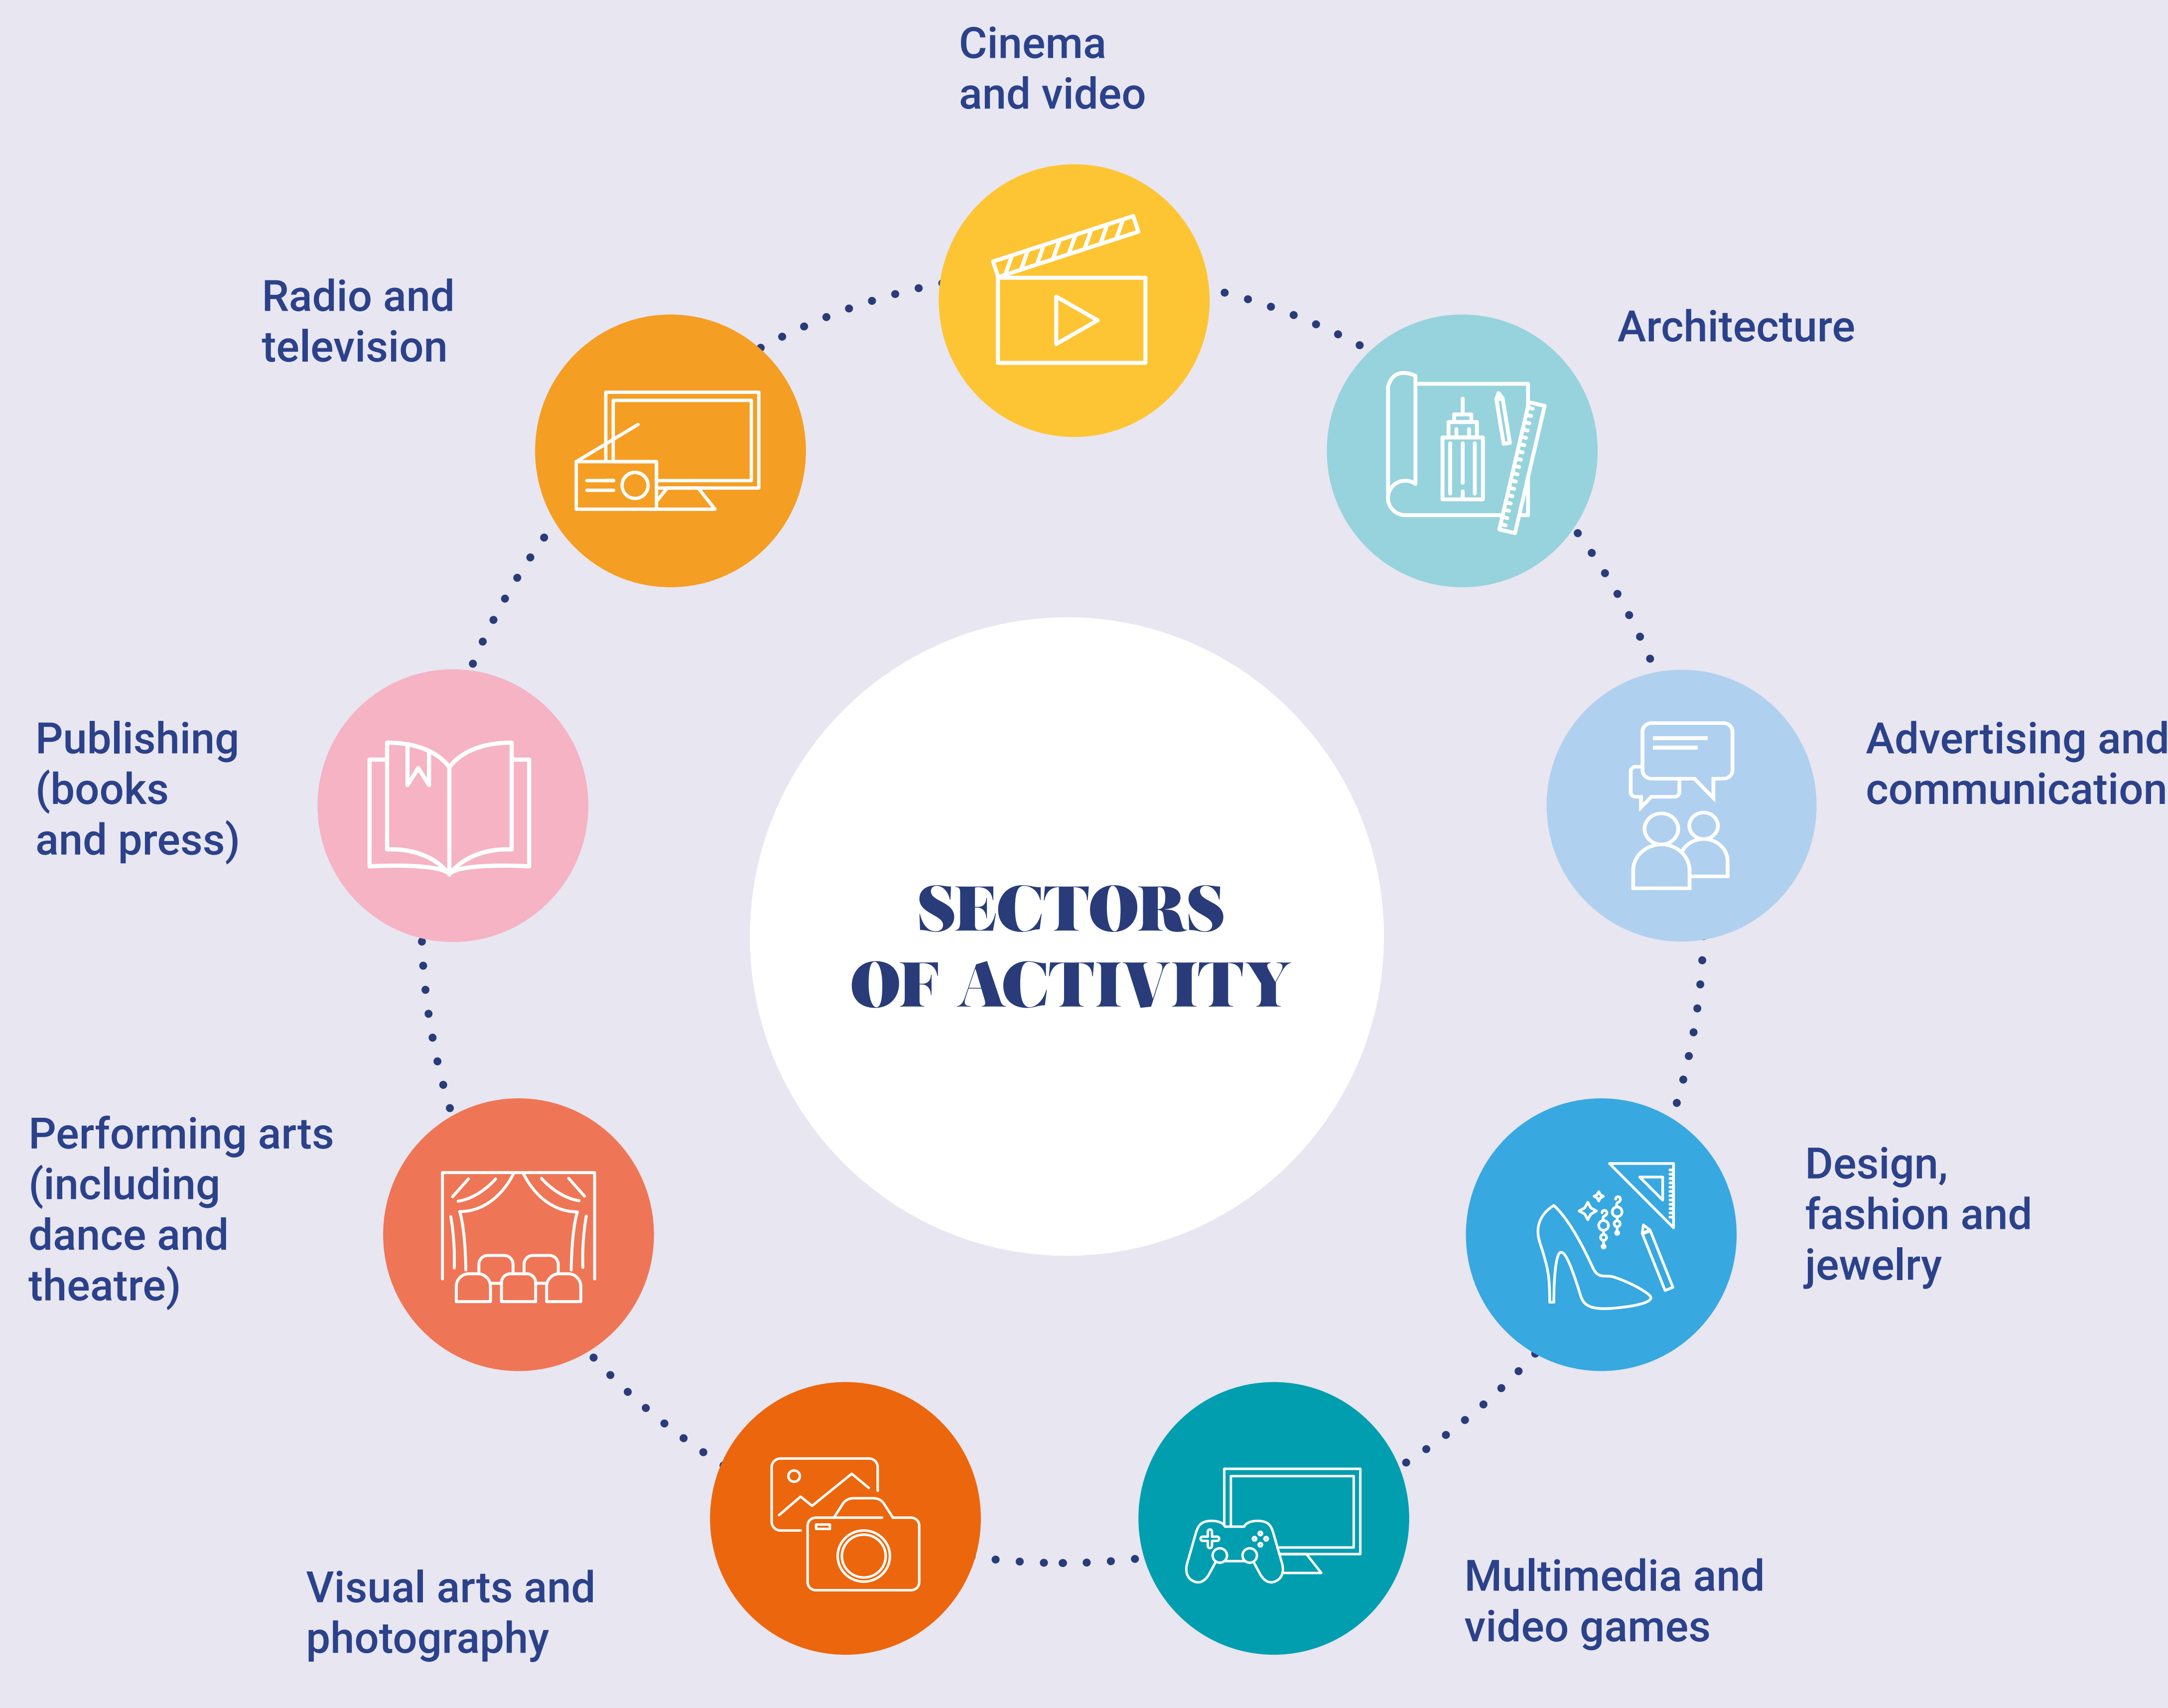 Cinema
and video
Radio and
television
Architecture
Publishing
(books
and press)
Advertising and
communication
SECTORS
OF ACTIVITY
Performing arts
(including
dance and
theatre)
Design,
fashion and
jewelry
Visual arts and
photography
Multimedia and
video games